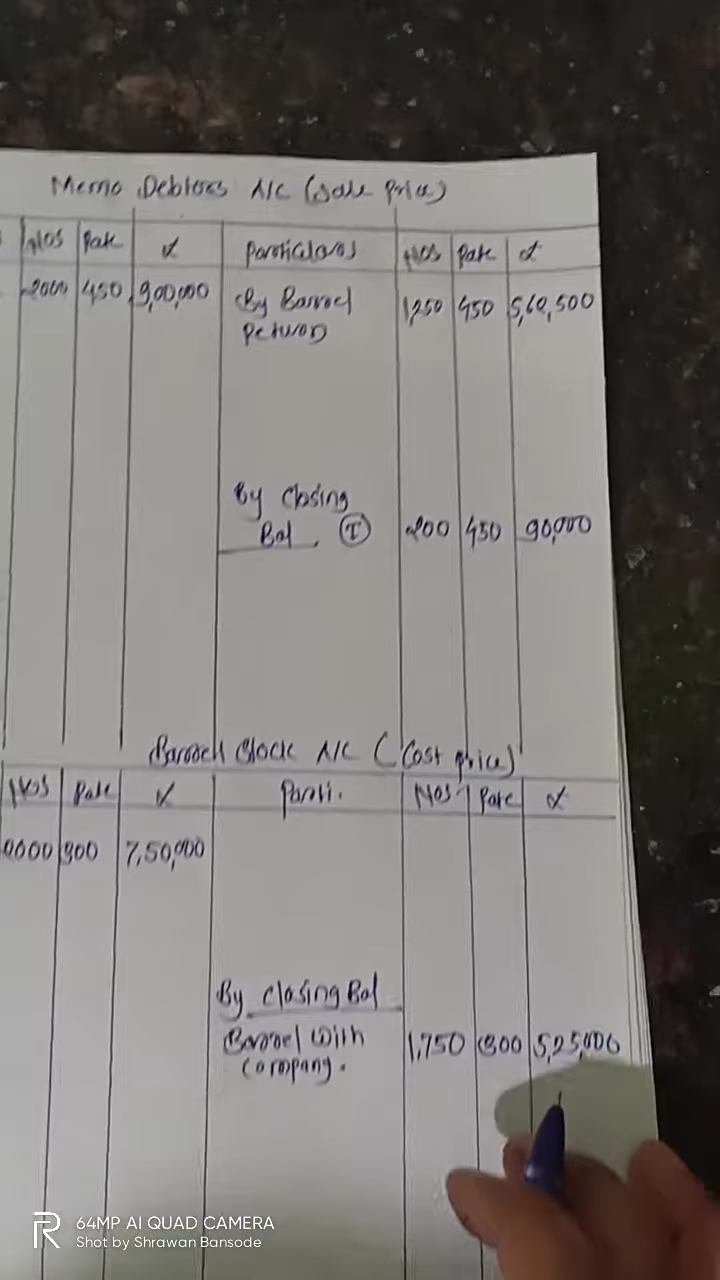 Memo Debtors A/C (Sale price)
Nos Rate ₹ Particulars Nos Rate ₹
2000 450 9,00,000 By Barrel 1,250 450 5,62,500
Return
By Closing
Bal. (I) 200 450 90,000
Barrel Stock A/C (Cost price)
Nos Rate ₹ Parti. Nos Rate ₹
300 7,50,000
By Closing Bal
Barrel with 1,750 300 5,25,000
Company.
64MP AI QUAD CAMERA
Shot by Shrawan Bansode